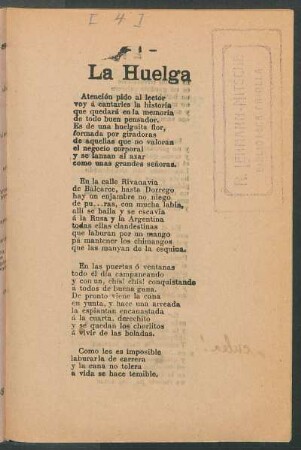 [4]
— 1 —
La Huelga
Atención pido al lector
voy a cantarles la historia
que quedará en la memoria
de todo buen pensador.
Es de una huelguita flor,
formada por giradoras
de aquellas que no valoran
el negocio corporal
y se laman al azar
como unas grandes señoras.
En la calle Rivanavia
de Balcarce, hasta Dorrego
hay un enjambre no niego
de pu....ras, con mucha labia,
allí se balla y se escavia
á la Rosa y la Argentina
todas ellas clandestinas
que laburan por un mango
pá mantener los chimangos
que las manyan de la cequina.
En las puertas ó ventanas
todo el día campaneando
y con un, chis! chis! conquistando
a todos de buena gana.
De pronto viene la cana
en yunta, y hace una arreada
la espiantan encanastada
á la cuarta, derechito
y se quedan los chorlitos
á vivir de las boladas.
Como les es imposible
laburarla de carrera
y la cana no tolera
a vida se hace temible.